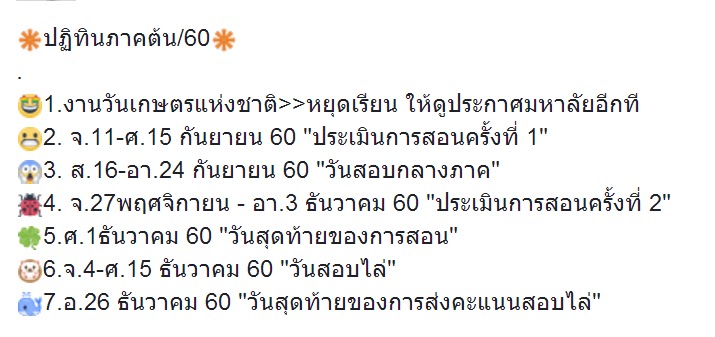 ปฏิทินภาคต้น/60
.
1.งานวันเกษตรแห่งชาติ>>หยุดเรียน ให้ดูประกาศมหาลัยอีกที
2. จ.11-ศ.15 กันยายน 60 "ประเมินการสอนครั้งที่ 1"
3. ส.16-อา.24 กันยายน 60 "วันสอบกลางภาค"
4. จ.27พฤศจิกายน - อา.3 ธันวาคม 60 "ประเมินการสอนครั้งที่ 2"
5.ศ.1ธันวาคม 60 "วันสุดท้ายของการสอน"
6.จ.4-ศ.15 ธันวาคม 60 "วันสอบไล่"
7.อ.26 ธันวาคม 60 "วันสุดท้ายของการส่งคะแนนสอบไล่"